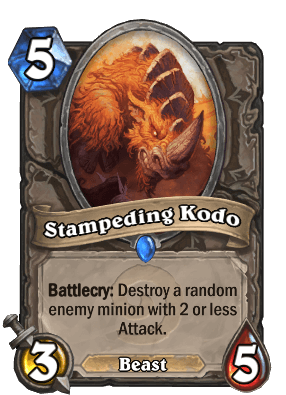 5
Stampeding Kodo
Battlecry: Destroy a random
enemy minion with 2 or less
Attack.
3
Beast
5